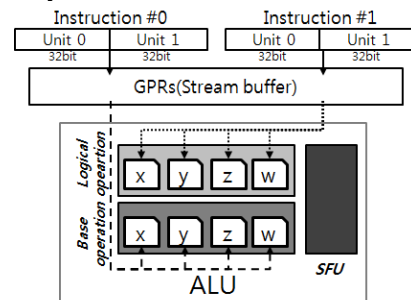 Instruction #0 Instruction #1
Unit 0 Unit 1 Unit 0 Unit 1
32bit 32bit 32bit 32bit
GPRs(Stream buffer)
Logical opeartion
x y z w
Base operation
x y z w
SFU
ALU